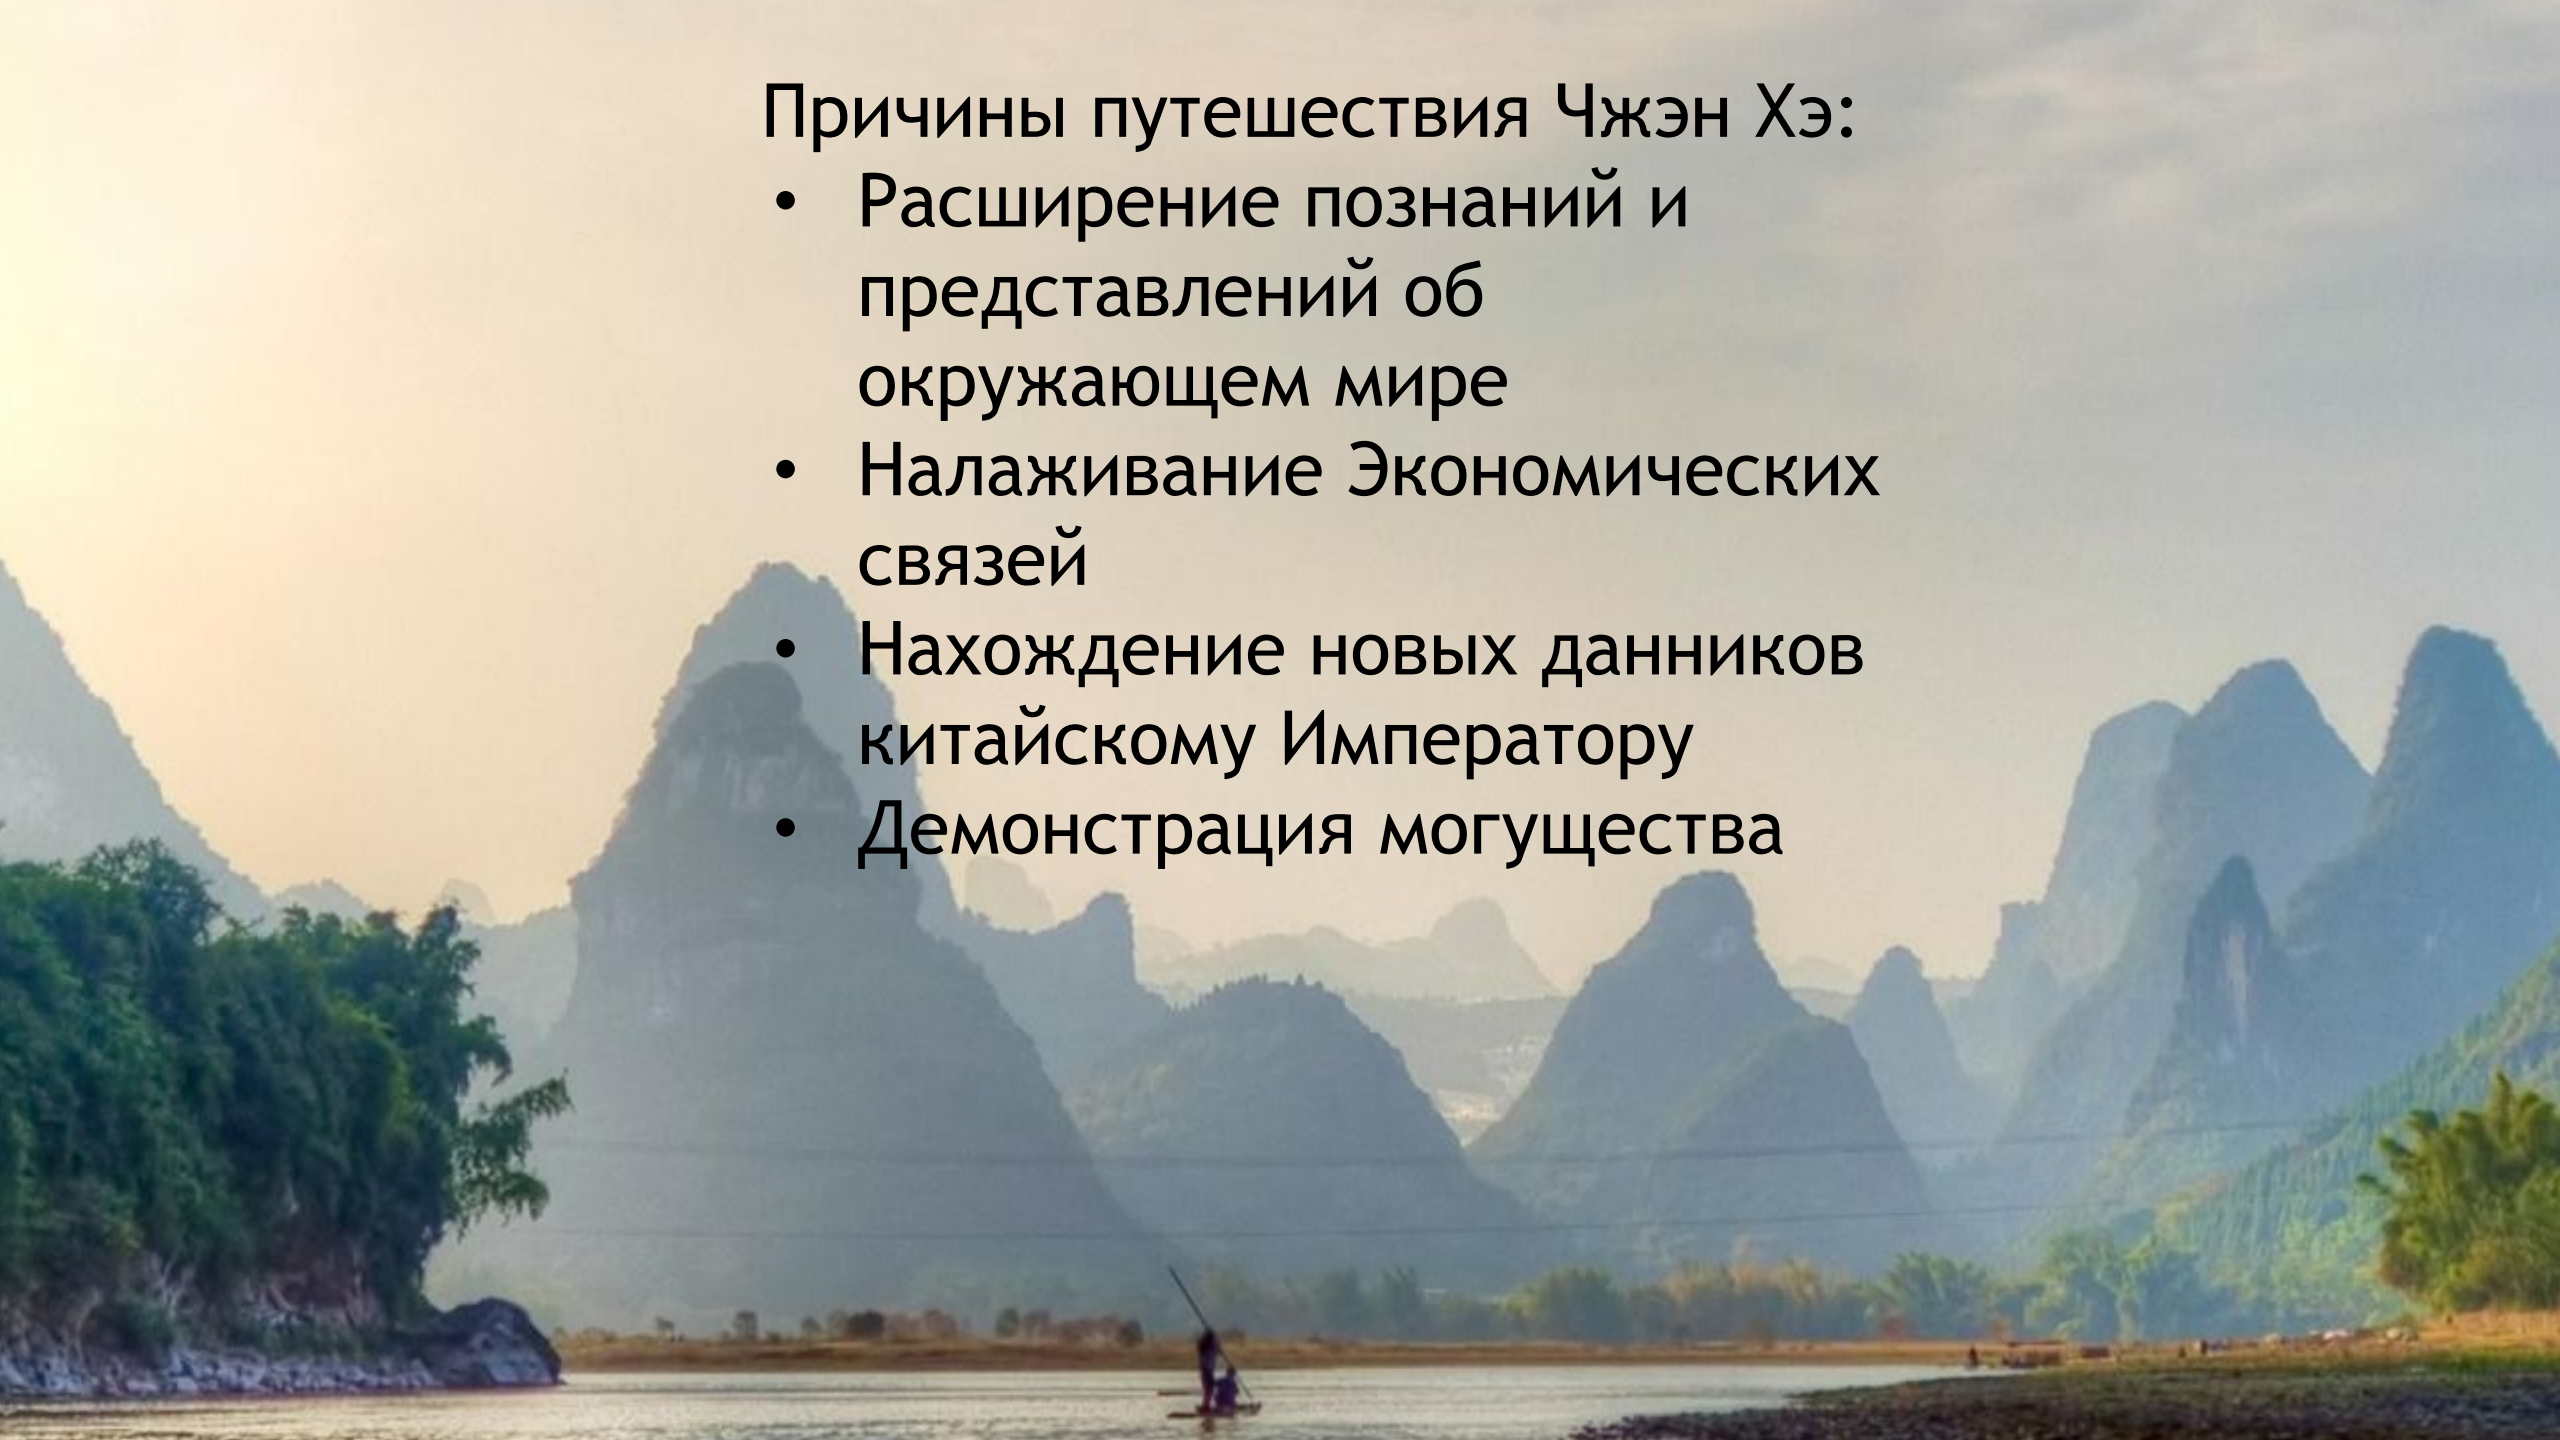 Причины путешествия Чжэн Хэ:
• Расширение познаний и
представлений об
окружающем мире
• Налаживание Экономических
связей
• Нахождение новых данников
китайскому Императору
• Демонстрация могущества